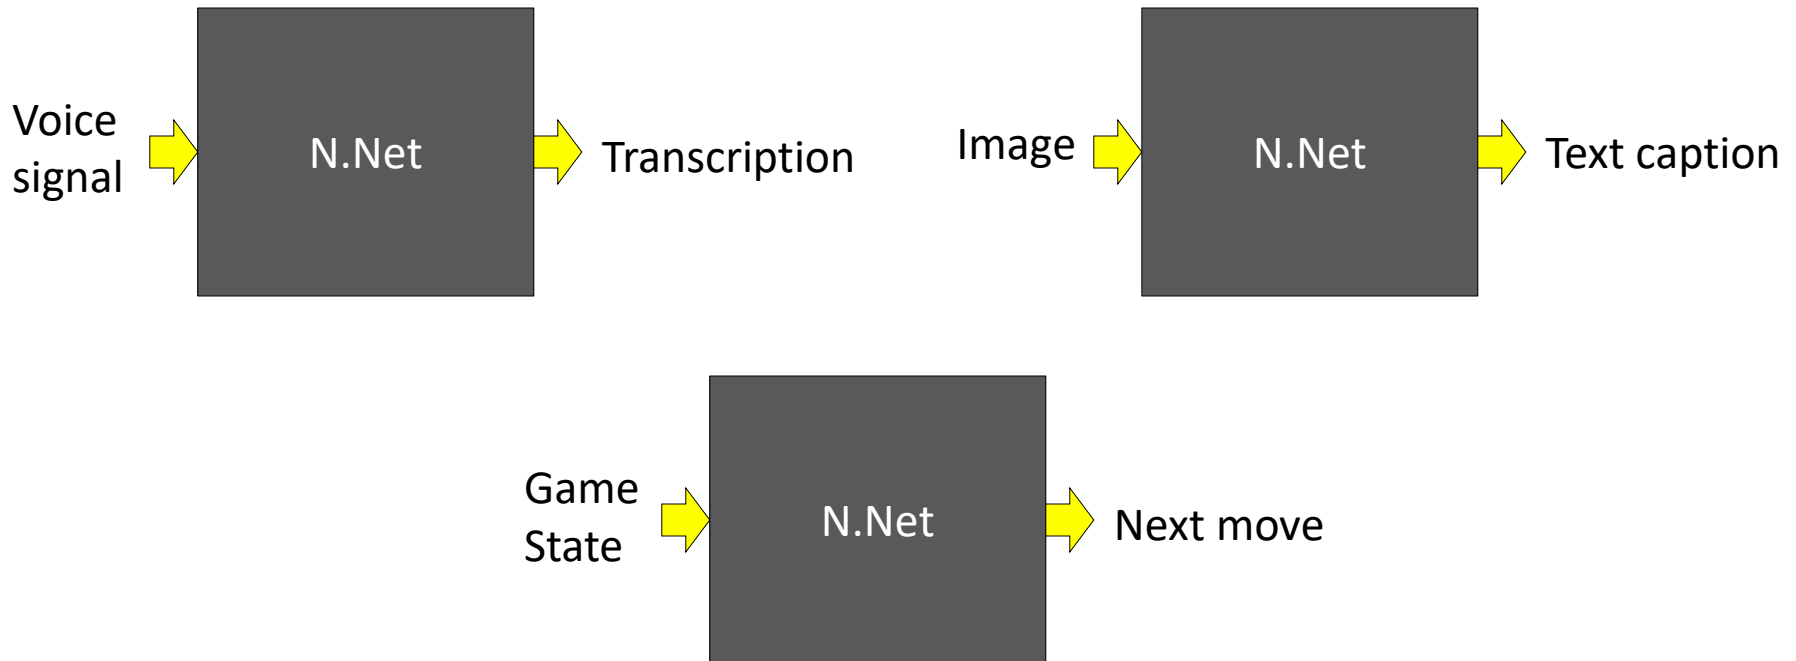 Voice
signal
N.Net
Transcription
Image
N.Net
Text caption
Game
State
N.Net
Next move